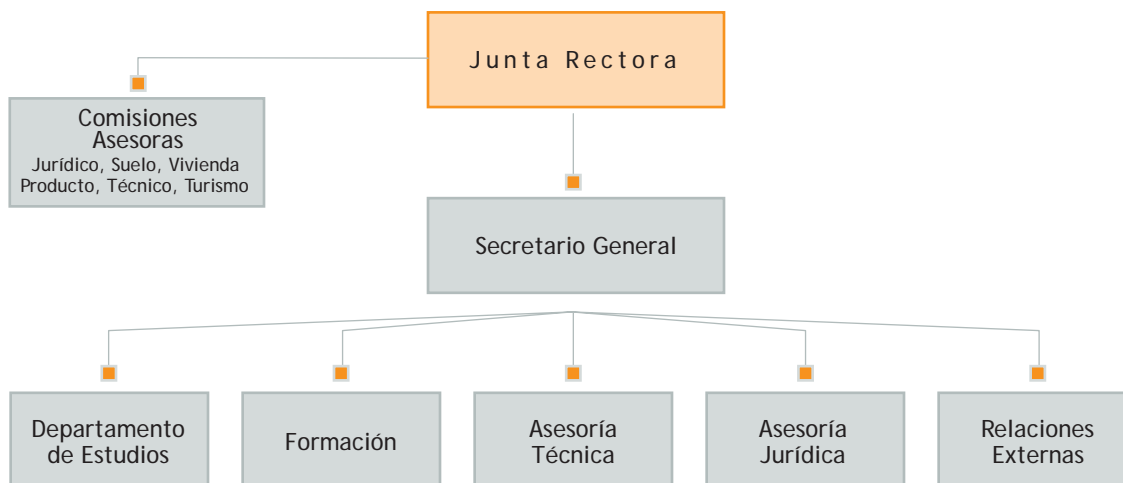 Junta Rectora
Comisiones
Asesoras
Jurídico, Suelo, Vivienda
Producto, Técnico, Turismo
Secretario General
Departamento
de Estudios
Formación
Asesoría
Técnica
Asesoría
Jurídica
Relaciones
Externas